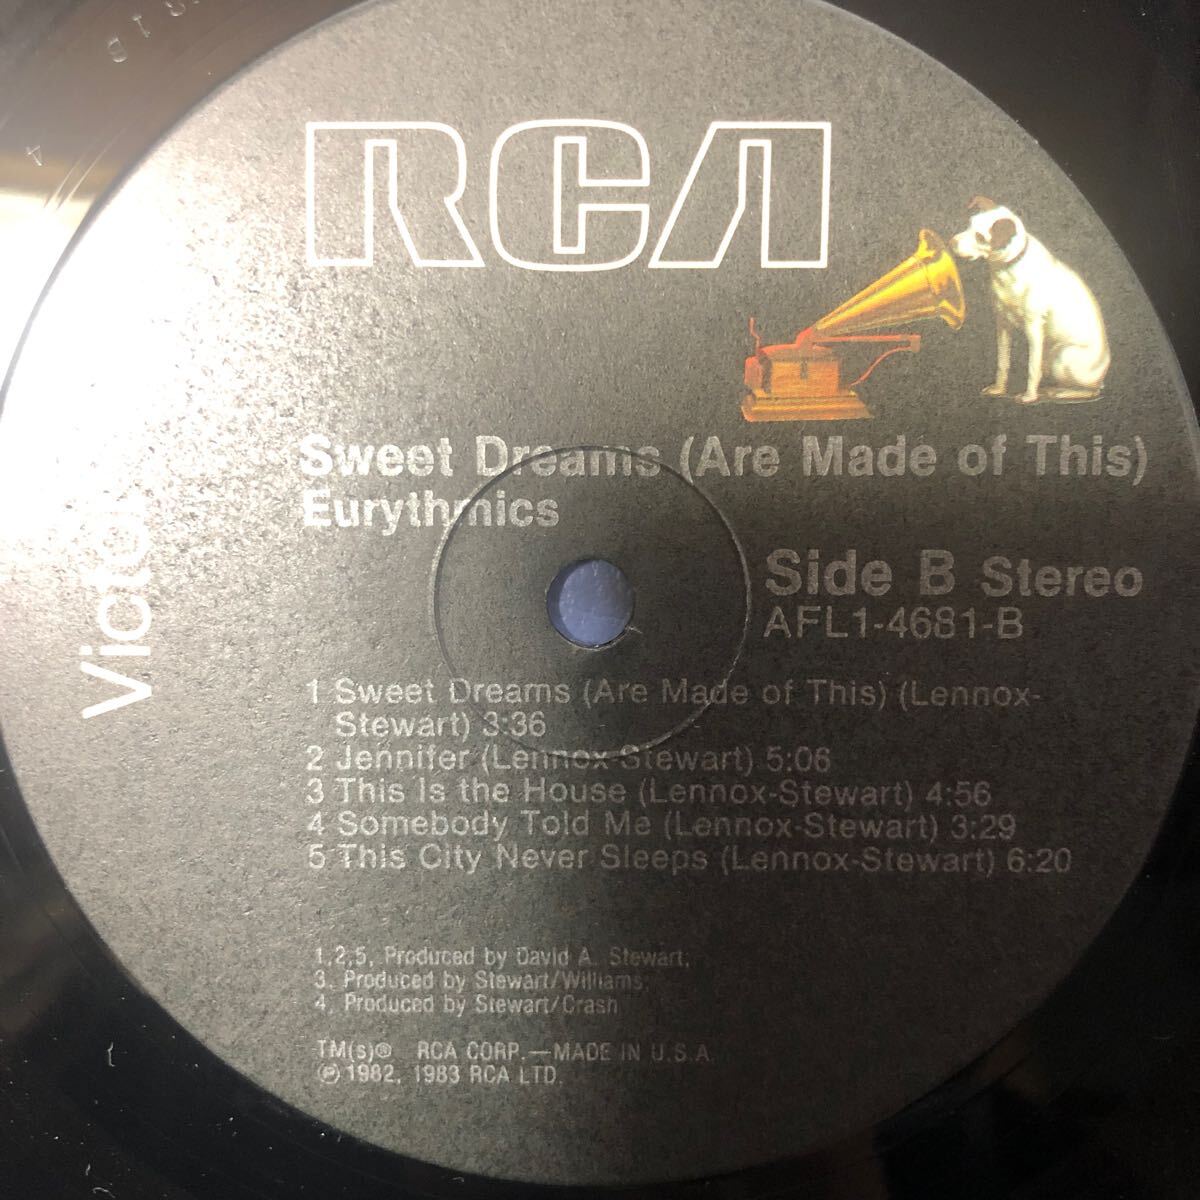 RCA
Victor
Sweet Dreams (Are Made of This)
Eurythmics
Side B Stereo
AFL1-4681-B
1 Sweet Dreams (Are Made of This) (Lennox-
Stewart) 3:36
2 Jennifer (Lennox-Stewart) 5:06
3 This Is the House (Lennox-Stewart) 4:56
4 Somebody Told Me (Lennox-Stewart) 3:29
5 This City Never Sleeps (Lennox-Stewart) 6:20
1,2,5, Produced by David A. Stewart;
3. Produced by Stewart/Williams;
4. Produced by Stewart/Crash
TM(s)® RCA CORP.—MADE IN U.S.A.
℗ 1982, 1983 RCA LTD.